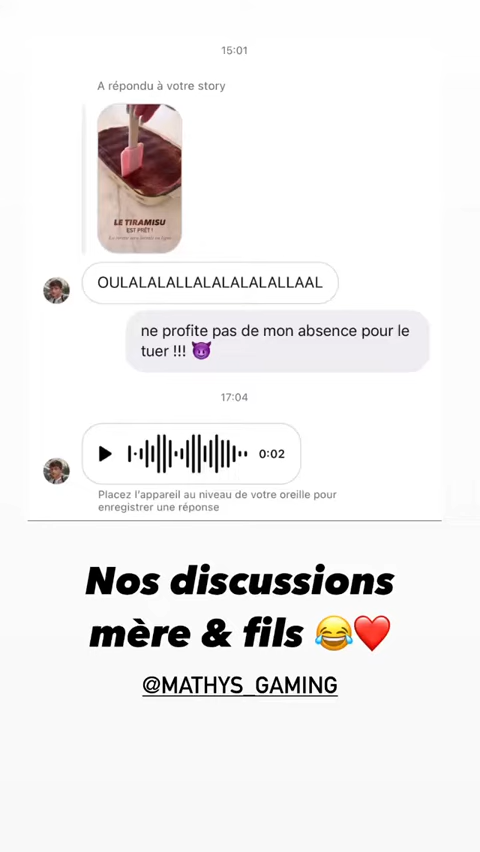 15:01
A répondu à votre story
LE TIRAMISU
EST PRÊT !
OULALALALLALALALALALLAAL
ne profite pas de mon absence pour le
tuer !!! 😈
17:04
0:02
Placez l'appareil au niveau de votre oreille pour
enregistrer une réponse
Nos discussions
mère & fils 😂❤️
@MATHYS_GAMING